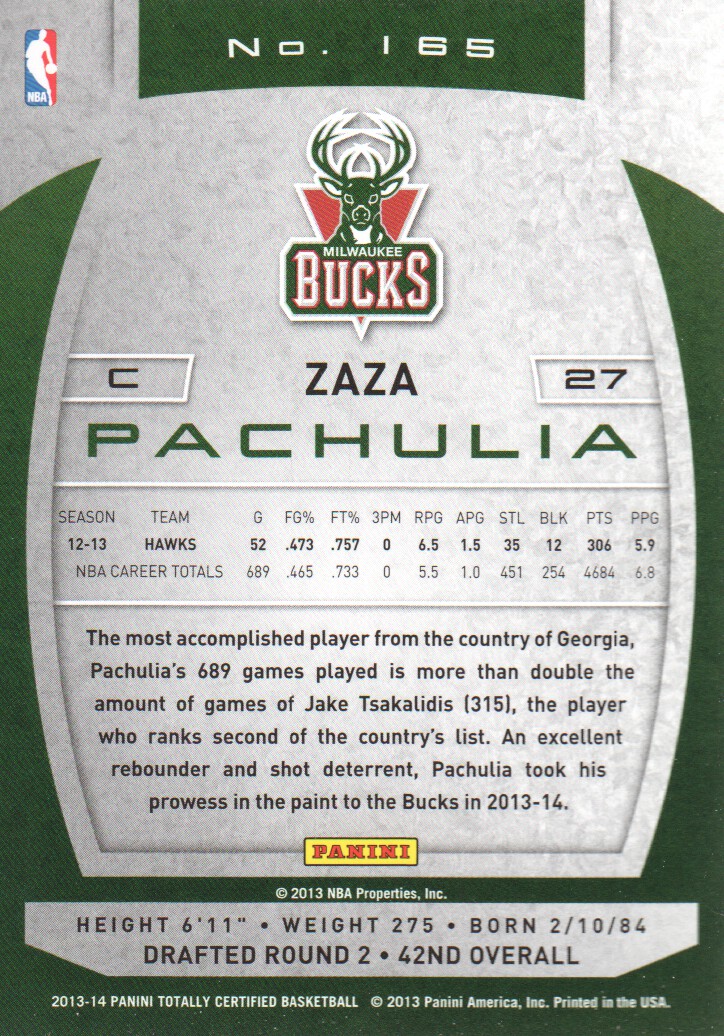 No. 165
NBA
MILWAUKEE
BUCKS
C ZAZA 27
PACHULIA
SEASON TEAM G FG% FT% 3PM RPG APG STL BLK PTS PPG
12-13 HAWKS 52 .473 .757 0 6.5 1.5 35 12 306 5.9
NBA CAREER TOTALS 689 .465 .733 0 5.5 1.0 451 254 4684 6.8
The most accomplished player from the country of Georgia,
Pachulia's 689 games played is more than double the
amount of games of Jake Tsakalidis (315), the player
who ranks second of the country's list. An excellent
rebounder and shot deterrent, Pachulia took his
prowess in the paint to the Bucks in 2013-14.
PANINI
© 2013 NBA Properties, Inc.
HEIGHT 6'11" • WEIGHT 275 • BORN 2/10/84
DRAFTED ROUND 2 • 42ND OVERALL
2013-14 PANINI TOTALLY CERTIFIED BASKETBALL © 2013 Panini America, Inc. Printed in the USA.